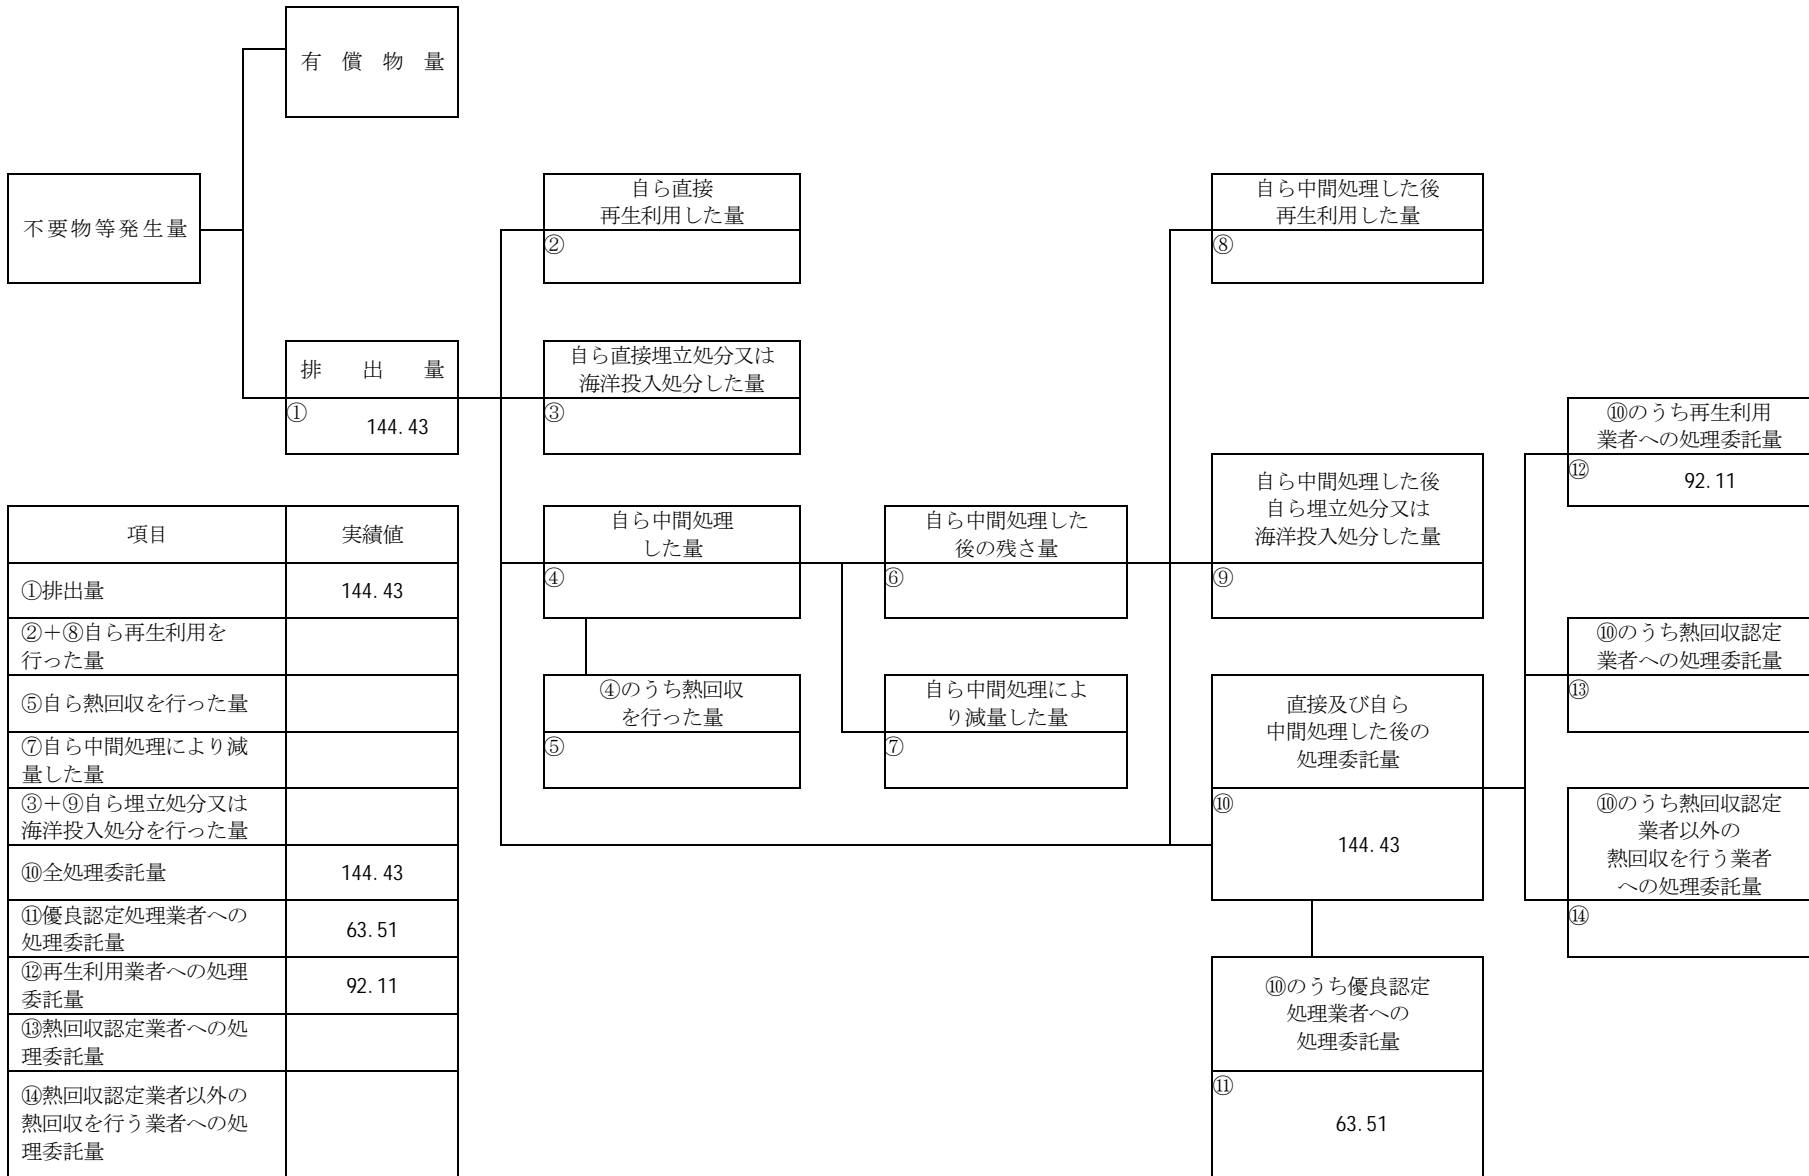 有償物量
不要物等発生量
排出量
①
144.43
自ら直接
再生利用した量
②
自ら直接埋立処分又は
海洋投入処分した量
③
自ら中間処理
した量
④
④のうち熱回収
を行った量
⑤
自ら中間処理した
後の残さ量
⑥
自ら中間処理によ
り減量した量
⑦
自ら中間処理した後
再生利用した量
⑧
自ら中間処理した後
自ら埋立処分又は
海洋投入処分した量
⑨
直接及び自ら
中間処理した後の
処理委託量
⑩
144.43
⑩のうち優良認定
処理業者への
処理委託量
⑪
63.51
⑩のうち再生利用
業者への処理委託量
⑫
92.11
⑩のうち熱回収認定
業者への処理委託量
⑬
⑩のうち熱回収認定
業者以外の
熱回収を行う業者
への処理委託量
⑭
項目 実績値
①排出量 144.43
②+⑧自ら再生利用を
行った量
⑤自ら熱回収を行った量
⑦自ら中間処理により減
量した量
③+⑨自ら埋立処分又は
海洋投入処分を行った量
⑩全処理委託量 144.43
⑪優良認定処理業者への
処理委託量 63.51
⑫再生利用業者への処理
委託量 92.11
⑬熱回収認定業者への処
理委託量
⑭熱回収認定業者以外の
熱回収を行う業者への処
理委託量